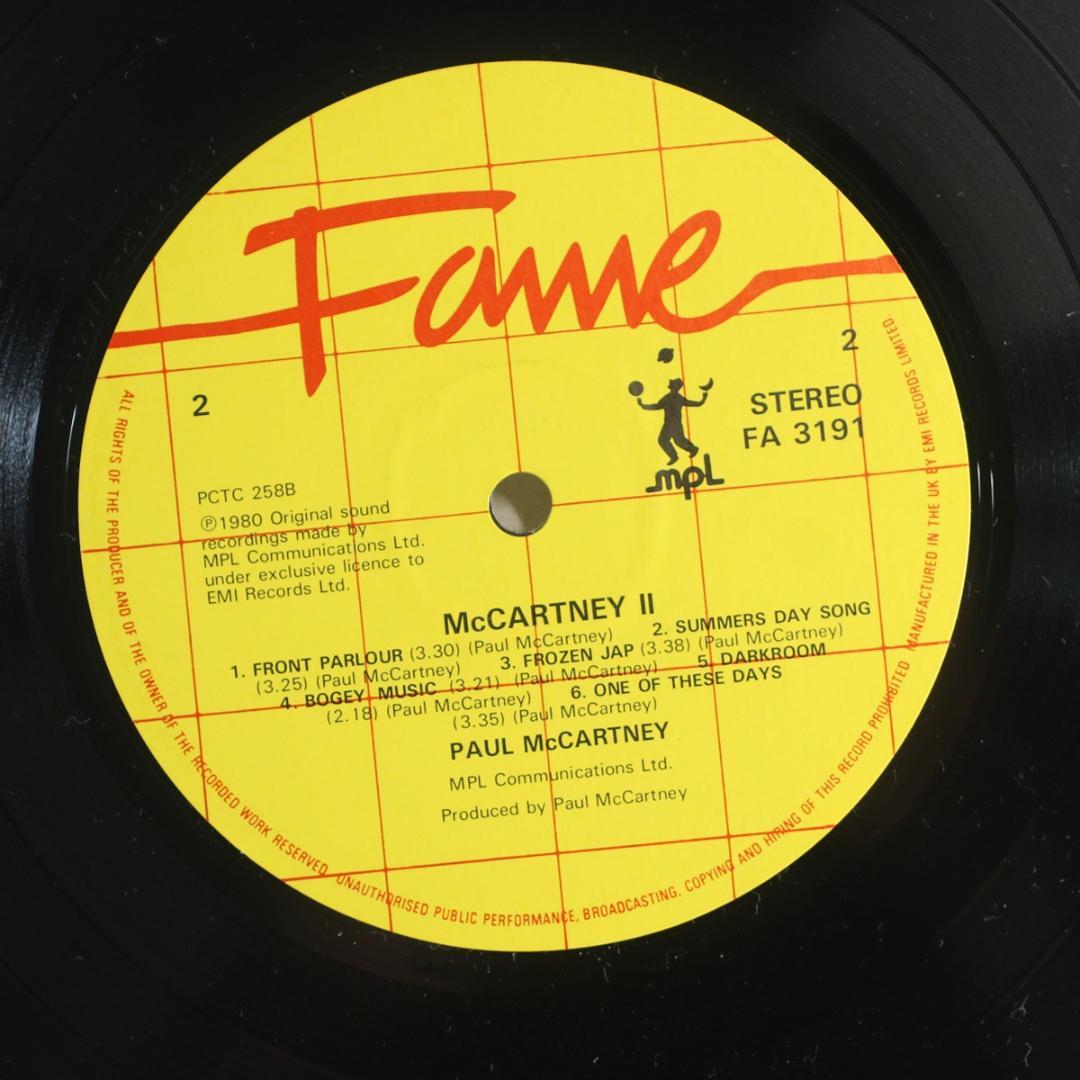 Fame
2
2
STEREO
FA 3191
mpL
PCTC 258B
Ⓟ1980 Original sound
recordings made by
MPL Communications Ltd.
under exclusive licence to
EMI Records Ltd.
McCARTNEY II
1. FRONT PARLOUR (3.30) (Paul McCartney) 2. SUMMERS DAY SONG
(3.25) (Paul McCartney) 3. FROZEN JAP (3.38) (Paul McCartney)
4. BOGEY MUSIC (3.21) (Paul McCartney) 5. DARKROOM
(2.18) (Paul McCartney) 6. ONE OF THESE DAYS
(3.35) (Paul McCartney)
PAUL McCARTNEY
MPL Communications Ltd.
Produced by Paul McCartney
ALL RIGHTS OF THE PRODUCER AND OF THE OWNER OF THE RECORDED WORK RESERVED. UNAUTHORISED PUBLIC PERFORMANCE, BROADCASTING, COPYING AND HIRING OF THIS RECORD PROHIBITED. MANUFACTURED IN THE UK BY EMI RECORDS LIMITED.